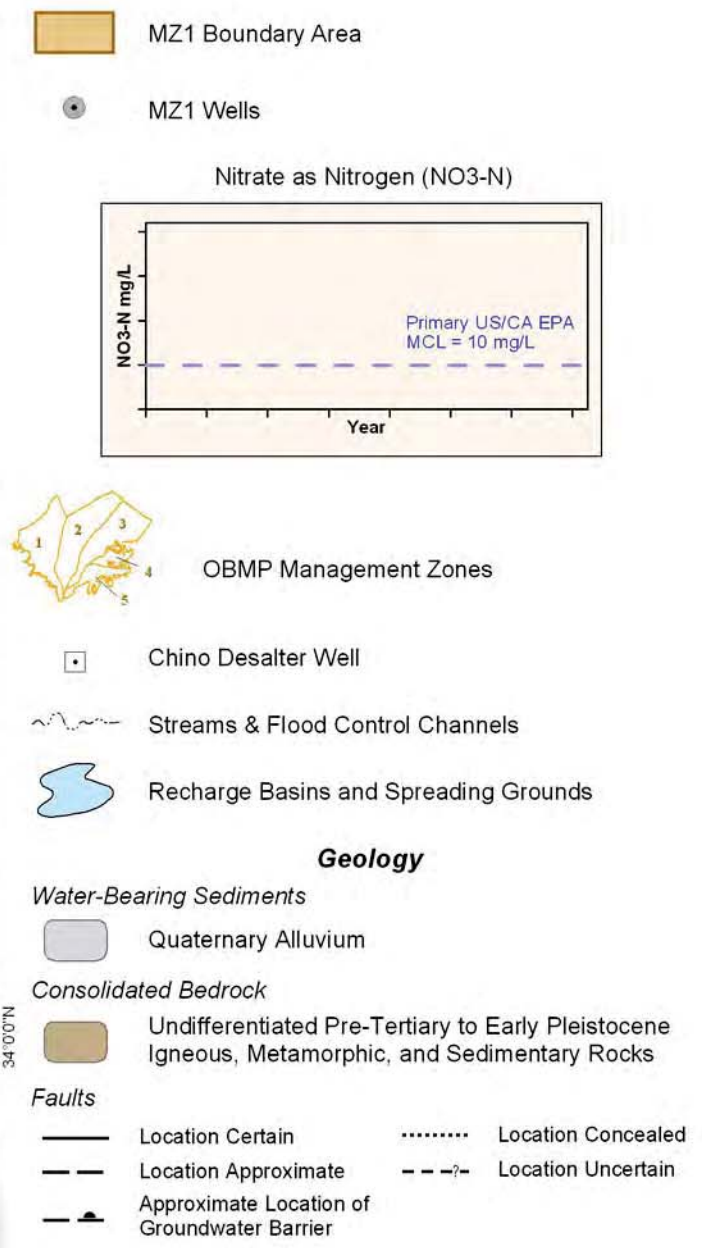 MZ1 Boundary Area
MZ1 Wells
Nitrate as Nitrogen (NO3-N)
NO3-N mg/L
Primary US/CA EPA
MCL = 10 mg/L
Year
1
2
3
4
5
OBMP Management Zones
Chino Desalter Well
Streams & Flood Control Channels
Recharge Basins and Spreading Grounds
Geology
Water-Bearing Sediments
Quaternary Alluvium
Consolidated Bedrock
34°0'0"N
Undifferentiated Pre-Tertiary to Early Pleistocene
Igneous, Metamorphic, and Sedimentary Rocks
Faults
Location Certain
Location Concealed
Location Approximate
?
Location Uncertain
Approximate Location of
Groundwater Barrier